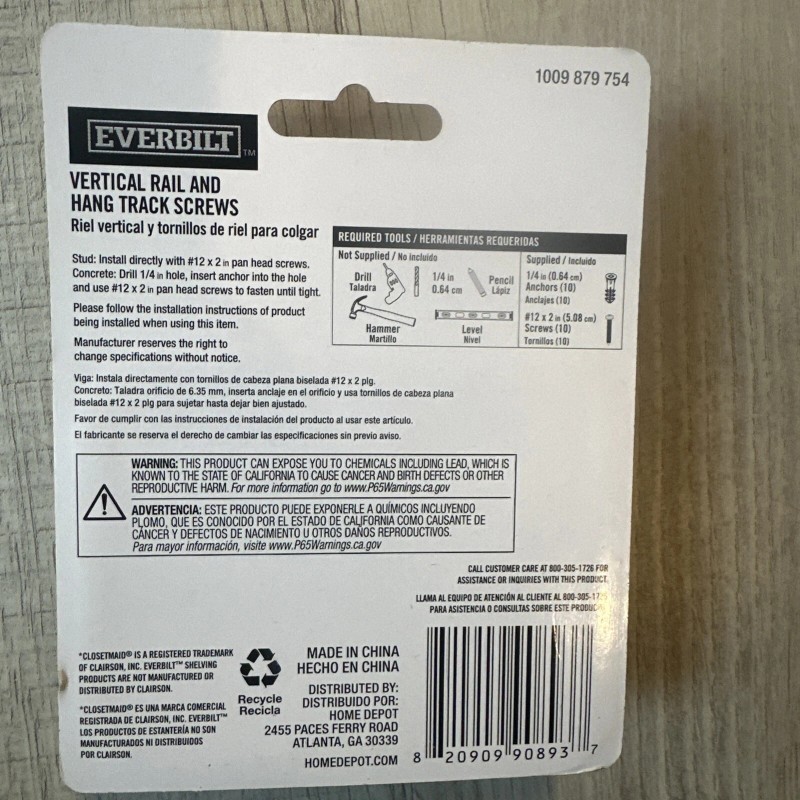 1009 879 754
EVERBILT
TM
VERTICAL RAIL AND
HANG TRACK SCREWS
Riel vertical y tornillos de riel para colgar
Stud: Install directly with #12 x 2 in pan head screws.
Concrete: Drill 1/4 in hole, insert anchor into the hole
and use #12 x 2 in pan head screws to fasten until tight.
Please follow the installation instructions of product
being installed when using this item.
Manufacturer reserves the right to
change specifications without notice.
REQUIRED TOOLS / HERRAMIENTAS REQUERIDAS
Not Supplied / No incluido
Drill
Taladra
1/4 in
0.64 cm
Pencil
Lápiz
Hammer
Martillo
Level
Nivel
Supplied / Incluido
1/4 in (0.64 cm)
Anchors (10)
Anclajes (10)
#12 x 2 in (5.08 cm)
Screws (10)
Tornillos (10)
Viga: Instala directamente con tornillos de cabeza plana biselada #12 x 2 plg.
Concreto: Taladra orificio de 6.35 mm, inserta anclaje en el orificio y usa tornillos de cabeza plana
biselada #12 x 2 plg para sujetar hasta dejar bien ajustado.
Favor de cumplir con las instrucciones de instalación del producto al usar este artículo.
El fabricante se reserva el derecho de cambiar las especificaciones sin previo aviso.
WARNING: THIS PRODUCT CAN EXPOSE YOU TO CHEMICALS INCLUDING LEAD, WHICH IS
KNOWN TO THE STATE OF CALIFORNIA TO CAUSE CANCER AND BIRTH DEFECTS OR OTHER
REPRODUCTIVE HARM. For more information go to www.P65Warnings.ca.gov
ADVERTENCIA: ESTE PRODUCTO PUEDE EXPONERLE A QUÍMICOS INCLUYENDO
PLOMO, QUE ES CONOCIDO POR EL ESTADO DE CALIFORNIA COMO CAUSANTE DE
CÁNCER Y DEFECTOS DE NACIMIENTO U OTROS DAÑOS REPRODUCTIVOS.
Para mayor información, visite www.P65Warnings.ca.gov
CALL CUSTOMER CARE AT 800-305-1726 FOR
ASSISTANCE OR INQUIRIES WITH THIS PRODUCT
LLAMA AL EQUIPO DE ATENCIÓN AL CLIENTE AL
PARA ASISTENCIA O CONSULTAS SOBRE ESTE
*CLOSETMAID® IS A REGISTERED TRADEMARK
OF CLAIRSON, INC. EVERBILT™ SHELVING
PRODUCTS ARE NOT MANUFACTURED OR
DISTRIBUTED BY CLAIRSON.
*CLOSETMAID® ES UNA MARCA COMERCIAL
REGISTRADA DE CLAIRSON, INC. EVERBILT™
LOS PRODUCTOS DE ESTANTERÍA NO SON
MANUFACTURADOS NI DISTRIBUIDOS
POR CLAIRSON.
Recycle
Recicla
MADE IN CHINA
HECHO EN CHINA
DISTRIBUTED BY:
DISTRIBUIDO POR:
HOME DEPOT
2455 PACES FERRY ROAD
ATLANTA, GA 30339
HOMEDEPOT.COM
8 20909 90893 7